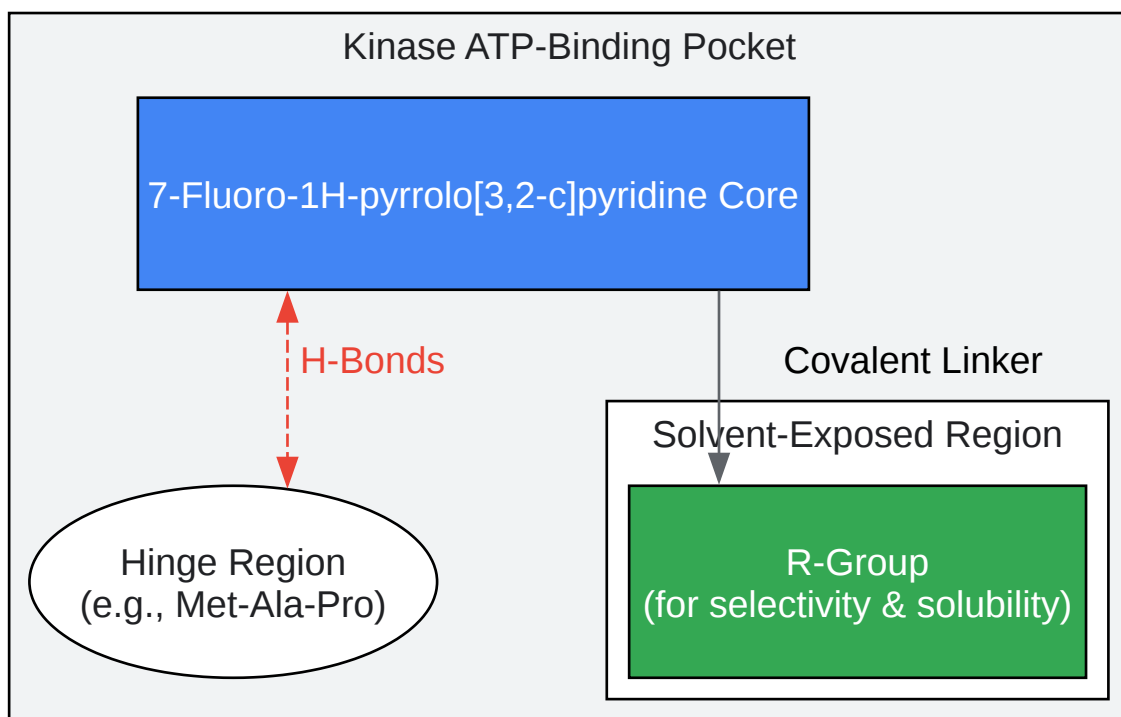 Kinase ATP-Binding Pocket
7-Fluoro-1H-pyrrolo[3,2-c]pyridine Core
H-Bonds
Covalent Linker
Solvent-Exposed Region
Hinge Region
(e.g., Met-Ala-Pro)
R-Group
(for selectivity & solubility)